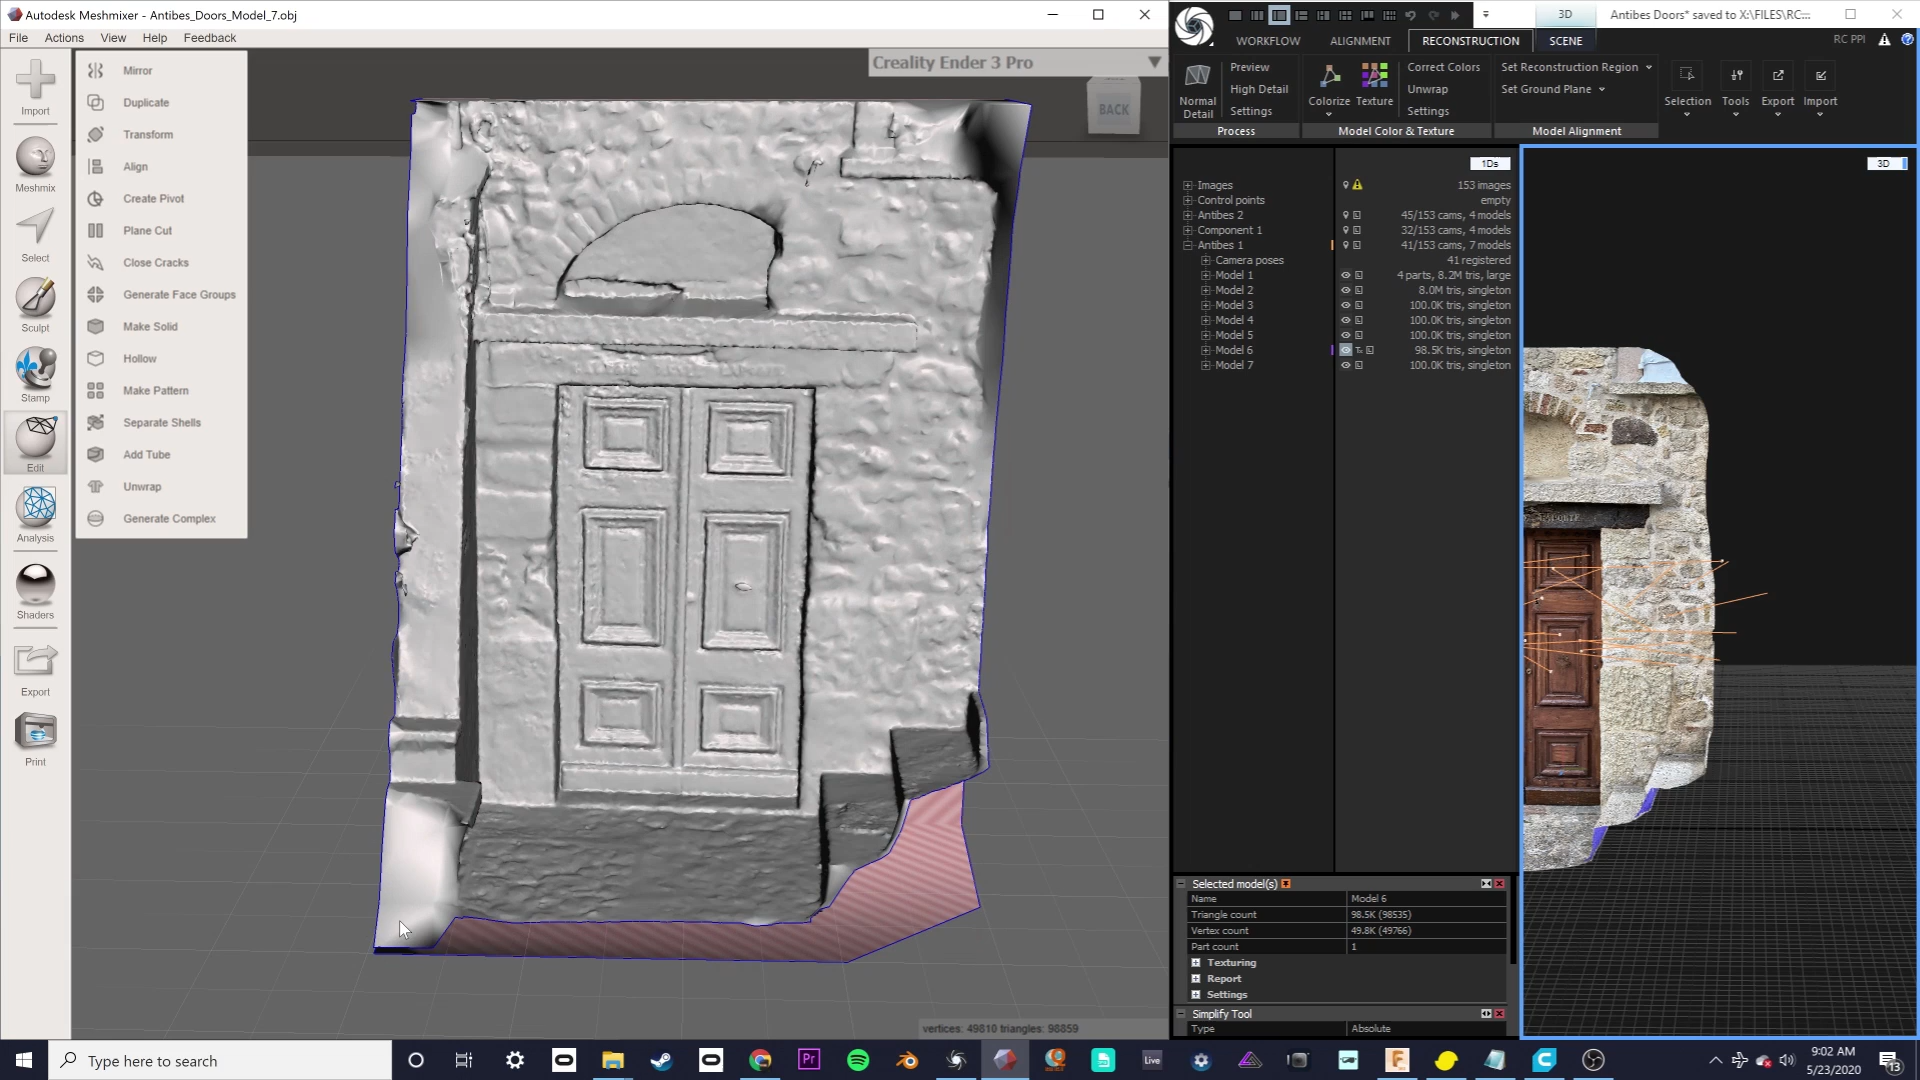 Autodesk Meshmixer - Antibes_Doors_Model_7.obj
File Actions View Help Feedback
Import
Meshmix
Select
Sculpt
Stamp
Edit
Analysis
Shaders
Export
Print
Mirror
Duplicate
Transform
Align
Create Pivot
Plane Cut
Close Cracks
Generate Face Groups
Make Solid
Hollow
Make Pattern
Separate Shells
Add Tube
Unwrap
Generate Complex
Creality Ender 3 Pro
BACK
vertices: 49810 triangles: 98859
3D
Antibes Doors* saved to X:\FILES\RC...
WORKFLOW ALIGNMENT RECONSTRUCTION SCENE
RC PPI
Normal Detail
Preview
High Detail
Settings
Process
Colorize
Texture
Correct Colors
Unwrap
Settings
Model Color & Texture
Set Reconstruction Region
Set Ground Plane
Model Alignment
Selection
Tools
Export
Import
1Ds
3D
Images 153 images
Control points empty
Antibes 2 45/153 cams, 4 models
Component 1 32/153 cams, 4 models
Antibes 1 41/153 cams, 7 models
Camera poses 41 registered
Model 1 4 parts, 8.2M tris, large
Model 2 8.0M tris, singleton
Model 3 100.0K tris, singleton
Model 4 100.0K tris, singleton
Model 5 100.0K tris, singleton
Model 6 98.5K tris, singleton
Model 7 100.0K tris, singleton
Selected model(s)
Name Model 6
Triangle count 98.5K (98535)
Vertex count 49.8K (49766)
Part count 1
Texturing
Report
Settings
Simplify Tool
Type Absolute
Type here to search
Pr
Live
9:02 AM
5/23/2020
13